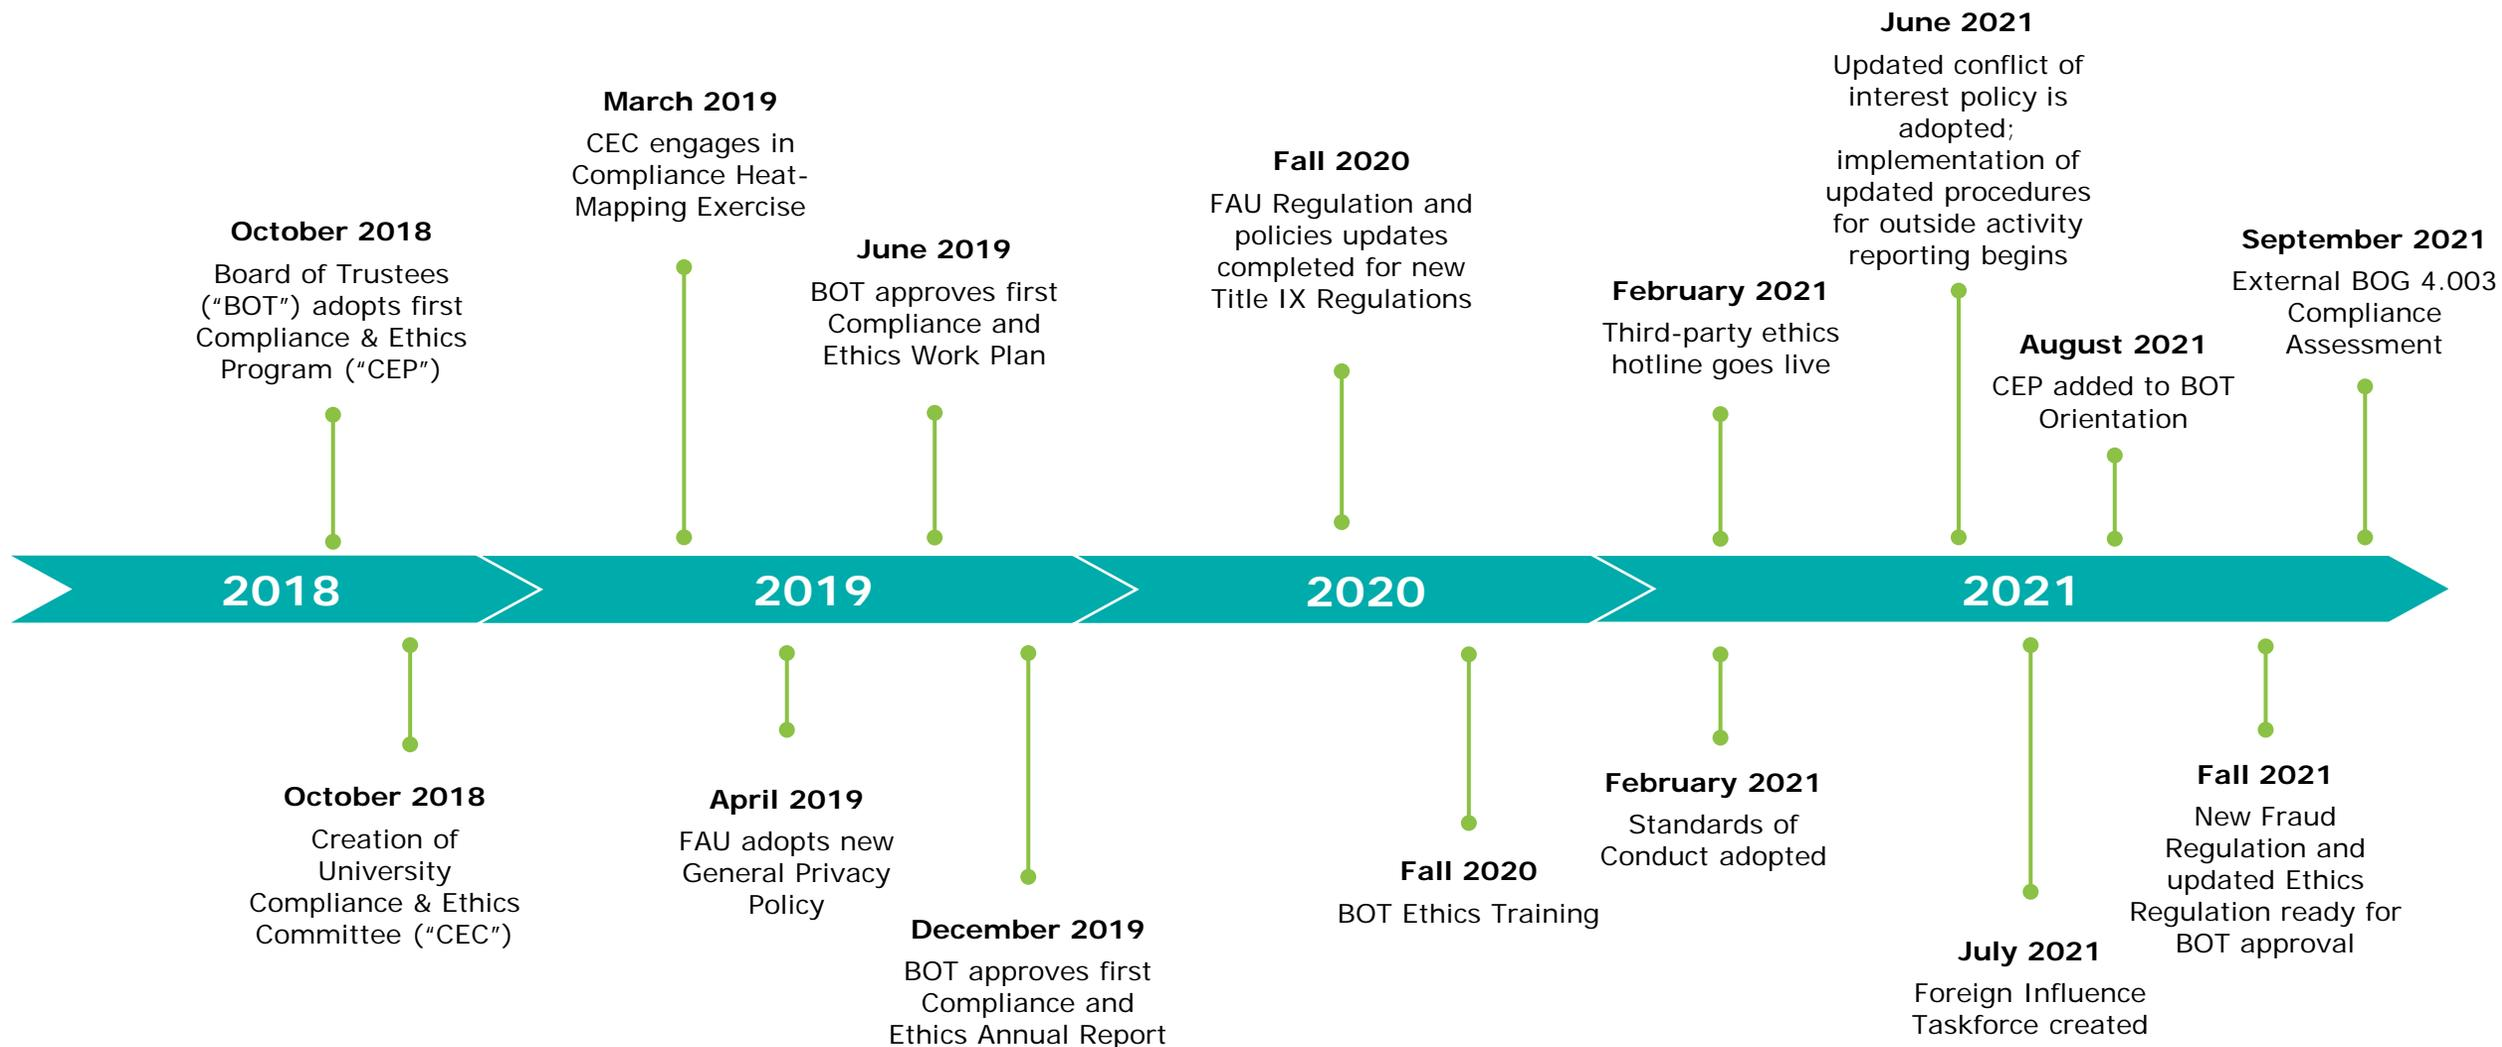 June 2021
Updated conflict of
interest policy is
adopted;
implementation of
updated procedures
for outside activity
reporting begins
March 2019
CEC engages in
Compliance Heat-
Mapping Exercise
Fall 2020
FAU Regulation and
policies updates
completed for new
Title IX Regulations
October 2018
Board of Trustees
(“BOT”) adopts first
Compliance & Ethics
Program (“CEP”)
June 2019
BOT approves first
Compliance and
Ethics Work Plan
February 2021
Third-party ethics
hotline goes live
September 2021
External BOG 4.003
Compliance
Assessment
August 2021
CEP added to BOT
Orientation
2018
2019
2020
2021
October 2018
Creation of
University
Compliance & Ethics
Committee (“CEC”)
April 2019
FAU adopts new
General Privacy
Policy
December 2019
BOT approves first
Compliance and
Ethics Annual Report
Fall 2020
BOT Ethics Training
February 2021
Standards of
Conduct adopted
July 2021
Foreign Influence
Taskforce created
Fall 2021
New Fraud
Regulation and
updated Ethics
Regulation ready for
BOT approval